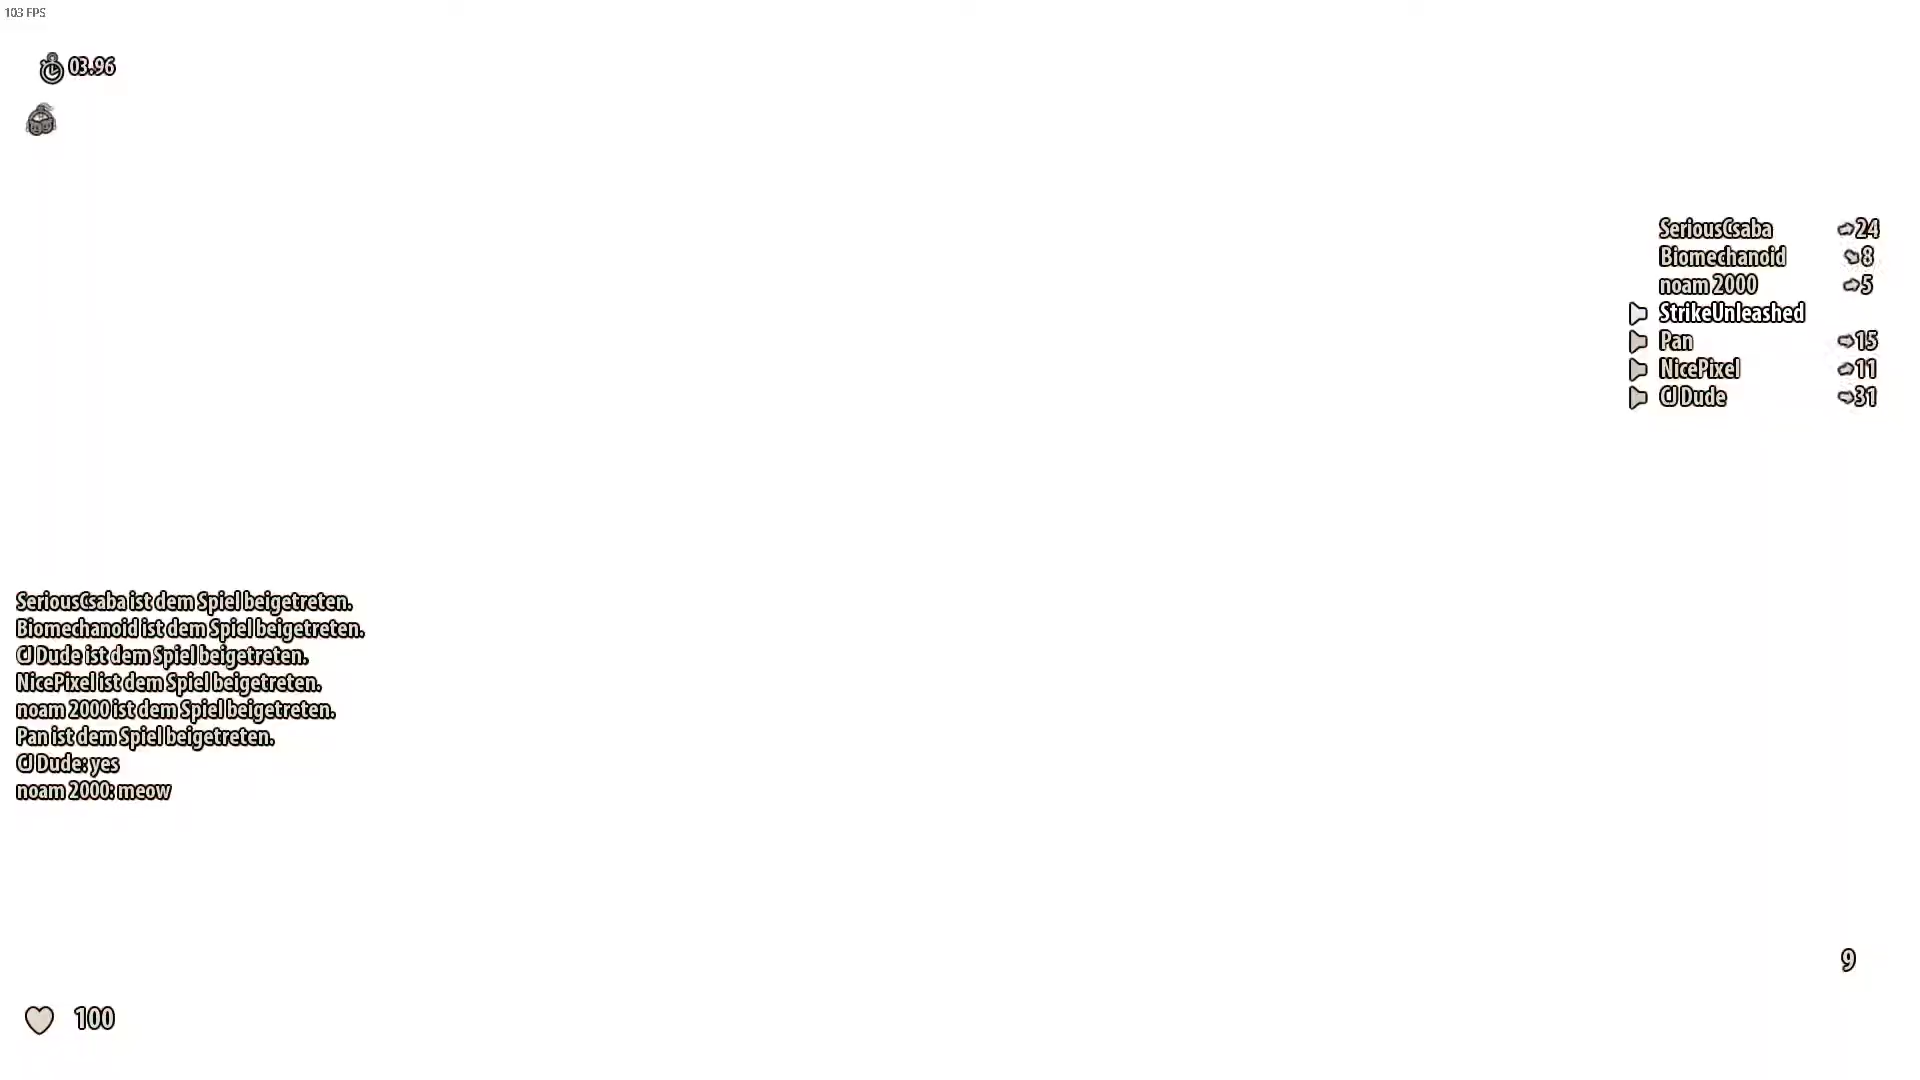 103 FPS
03.96
SeriousCsaba 24
Biomechanoid 8
noam 2000 5
StrikeUnleashed
Pan 15
NicePixel 11
CJ Dude 31
SeriousCsaba ist dem Spiel beigetreten.
Biomechanoid ist dem Spiel beigetreten.
CJ Dude ist dem Spiel beigetreten.
NicePixel ist dem Spiel beigetreten.
noam 2000 ist dem Spiel beigetreten.
Pan ist dem Spiel beigetreten.
CJ Dude: yes
noam 2000: meow
9
100